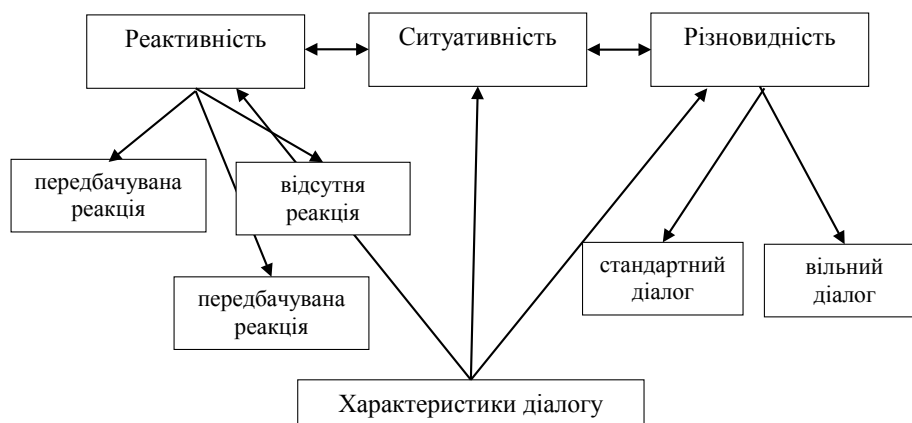 Реактивність
Ситуативність
Різновидність
передбачувана
реакція
відсутня
реакція
передбачувана
реакція
стандартний
діалог
вільний
діалог
Характеристики діалогу